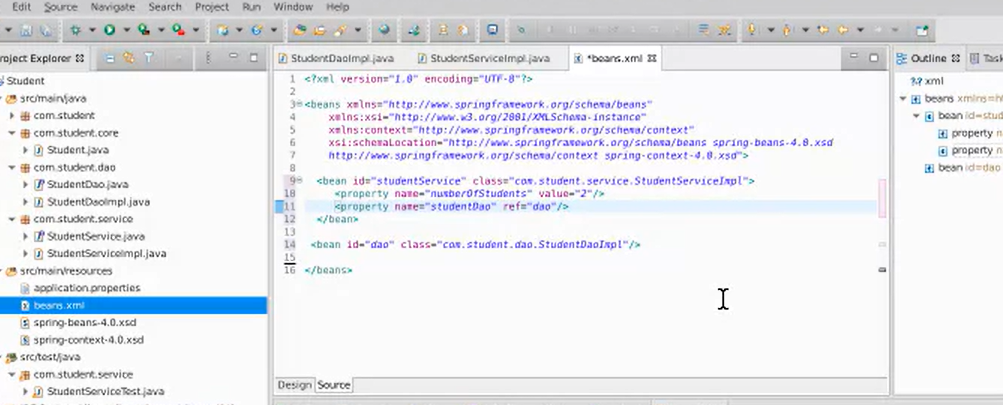 Edit Navigate Search Project Run Window Help
Project Explorer
Student
src/main/java
com.student
com.student.core
Student.java
com.student.dao
StudentDao.java
StudentDaoImpl.java
com.student.service
StudentService.java
StudentServiceImpl.java
src/main/resources
application.properties
beans.xml
spring-beans-4.0.xsd
spring-context-4.0.xsd
src/test/java
com.student.service
StudentServiceTest.java
StudentDaoImpl.java StudentServiceImpl.java *beans.xml
1 <?xml version="1.0" encoding="UTF-8"?>
2
3 <beans xmlns="http://www.springframework.org/schema/beans"
4 xmlns:xsi="http://www.w3.org/2001/XMLSchema-instance"
5 xmlns:context="http://www.springframework.org/schema/context"
6 xsi:schemaLocation="http://www.springframework.org/schema/beans spring-beans-4.0.xsd
7 http://www.springframework.org/schema/context spring-context-4.0.xsd">
8
9 <bean id="studentService" class="com.student.service.StudentServiceImpl">
10 <property name="numberOfStudents" value="2"/>
11 <property name="studentDao" ref="dao"/>
12 </bean>
14 <bean id="dao" class="com.student.dao.StudentDaoImpl"/>
15
16 </beans>
Design Source
Outline Task
?? xml
beans xmlns=h
bean id=stud
property n
property n
bean id=dao